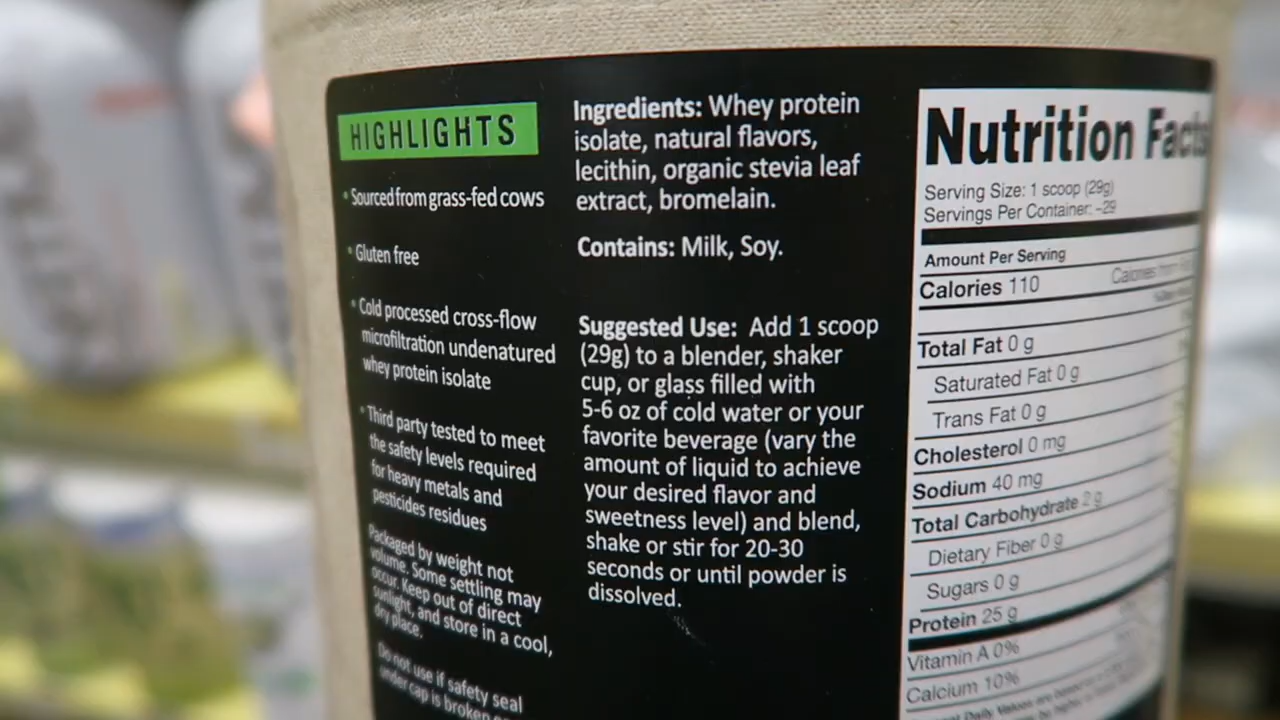 HIGHLIGHTS
• Sourced from grass-fed cows
• Gluten free
• Cold processed cross-flow
microfiltration undenatured
whey protein isolate
• Third party tested to meet
the safety levels required
for heavy metals and
pesticides residues
Packaged by weight not
volume. Some settling may
occur. Keep out of direct
sunlight, and store in a cool,
dry place.
Do not use if safety seal
under cap is broken
Ingredients: Whey protein
isolate, natural flavors,
lecithin, organic stevia leaf
extract, bromelain.
Contains: Milk, Soy.
Suggested Use: Add 1 scoop
(29g) to a blender, shaker
cup, or glass filled with
5-6 oz of cold water or your
favorite beverage (vary the
amount of liquid to achieve
your desired flavor and
sweetness level) and blend,
shake or stir for 20-30
seconds or until powder is
dissolved.
Nutrition Facts
Serving Size: 1 scoop (29g)
Servings Per Container: ~29
Amount Per Serving
Calories 110 Calories from
Total Fat 0 g
Saturated Fat 0 g
Trans Fat 0 g
Cholesterol 0 mg
Sodium 40 mg
Total Carbohydrate 2 g
Dietary Fiber 0 g
Sugars 0 g
Protein 25 g
Vitamin A 0%
Calcium 10%
Daily Values are based on a